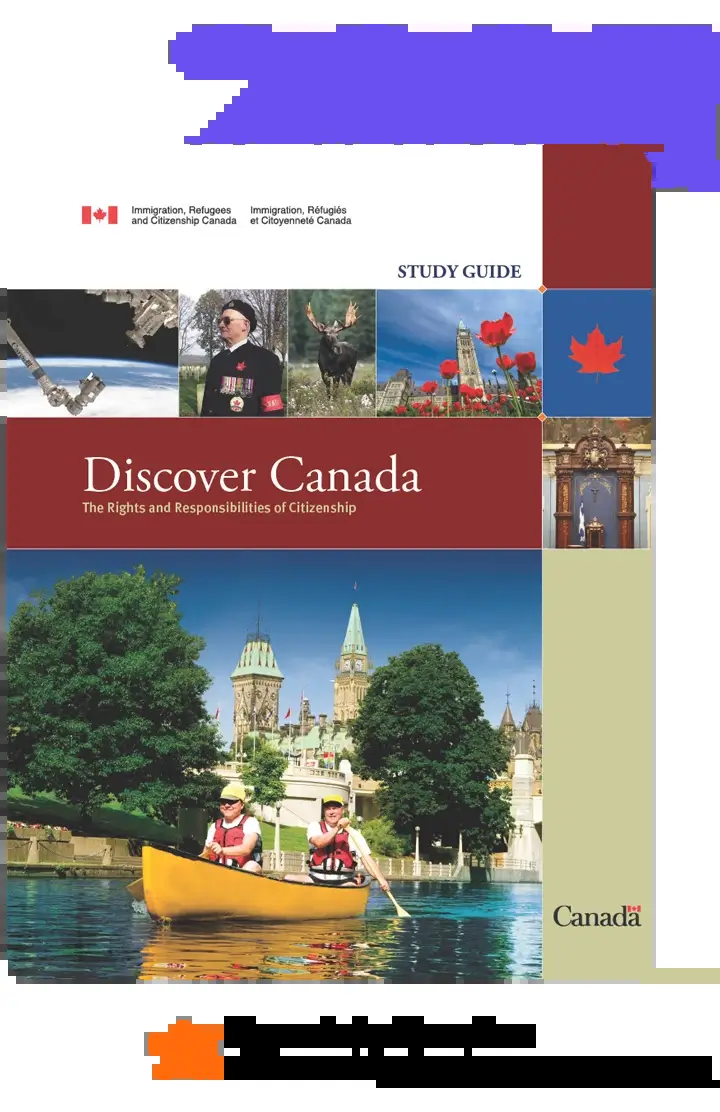 Immigration, Refugees
and Citizenship Canada
Immigration, Réfugiés
et Citoyenneté Canada
STUDY GUIDE
Discover Canada
The Rights and Responsibilities of Citizenship
Canada